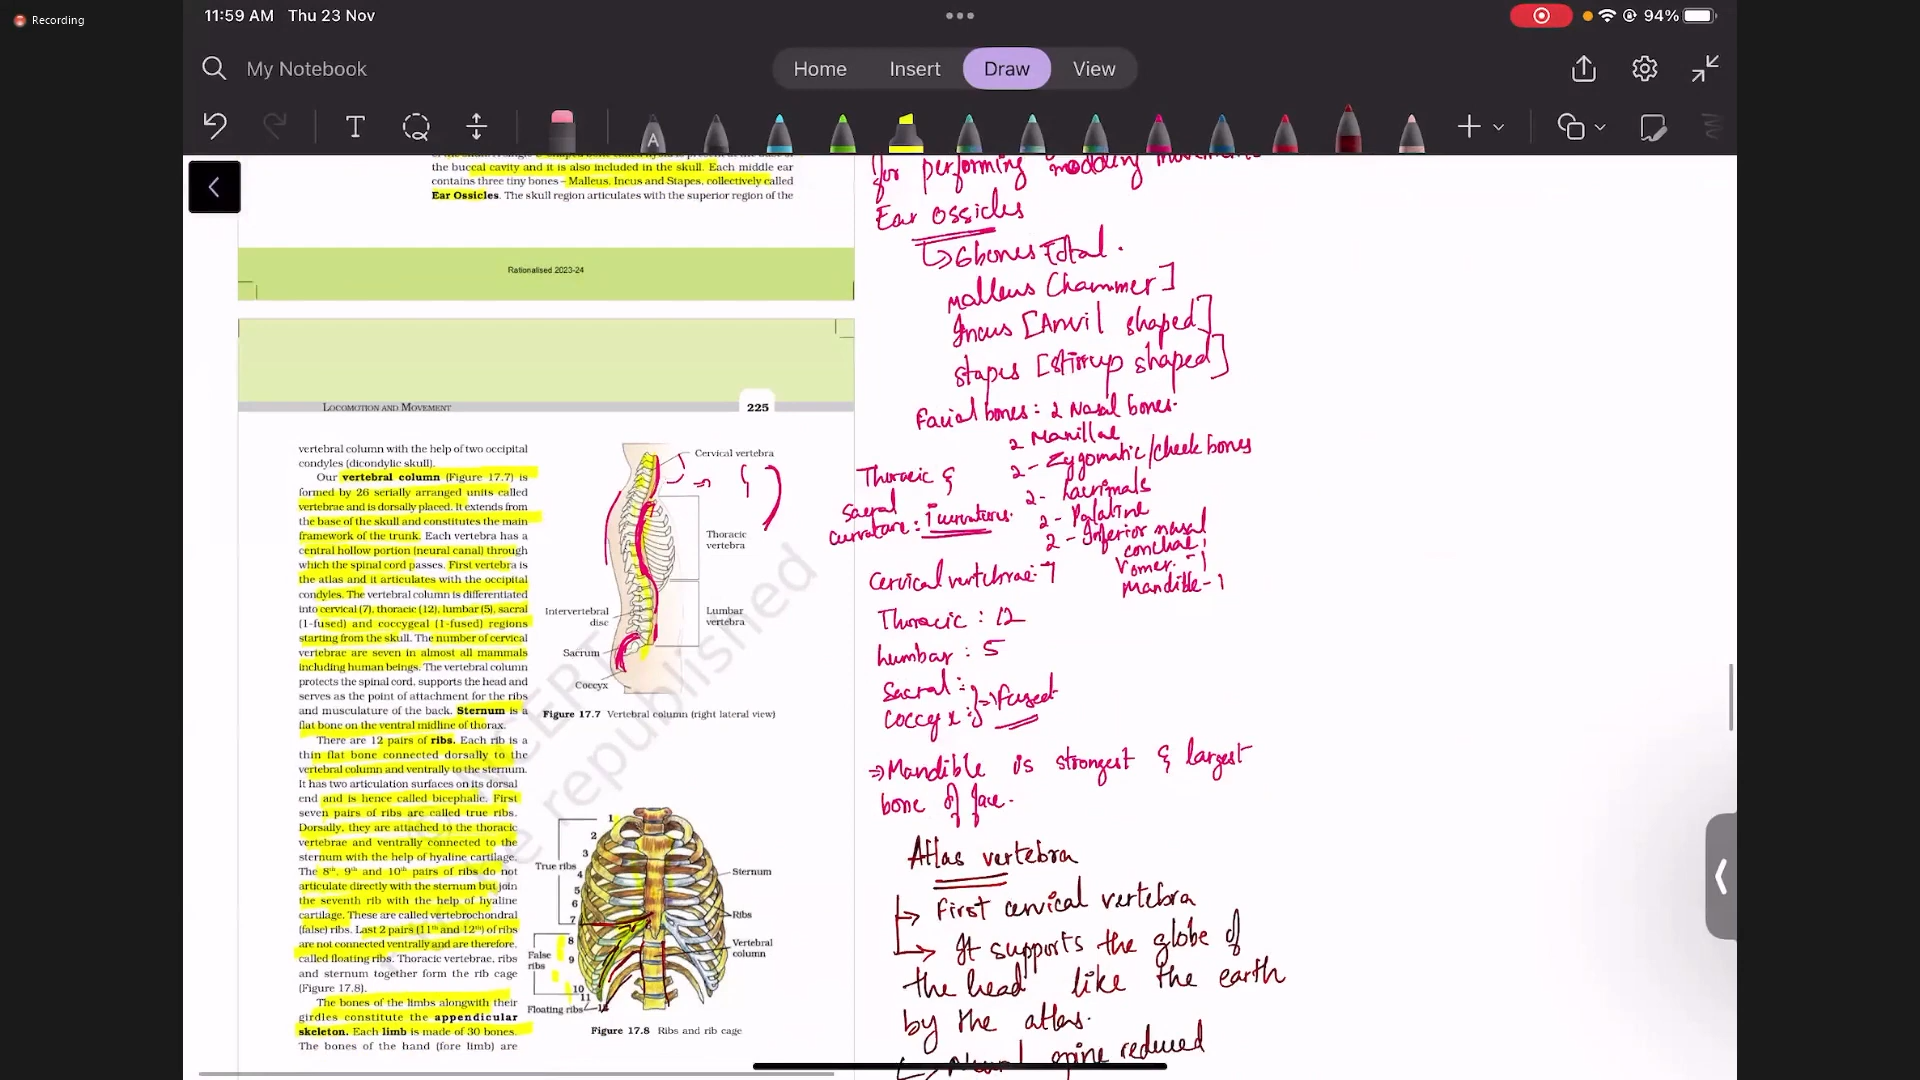 Recording
11:59 AM Thu 23 Nov
94%
My Notebook
Home Insert Draw View
T
A
the buccal cavity and it is also included in the skull. Each middle ear
contains three tiny bones – Malleus, Incus and Stapes, collectively called
Ear Ossicles. The skull region articulates with the superior region of the
Rationalised 2023-24
LOCOMOTION AND MOVEMENT 225
vertebral column with the help of two occipital
condyles (dicondylic skull).
Our vertebral column (Figure 17.7) is
formed by 26 serially arranged units called
vertebrae and is dorsally placed. It extends from
the base of the skull and constitutes the main
framework of the trunk. Each vertebra has a
central hollow portion (neural canal) through
which the spinal cord passes. First vertebra is
the atlas and it articulates with the occipital
condyles. The vertebral column is differentiated
into cervical (7), thoracic (12), lumbar (5), sacral
(1-fused) and coccygeal (1-fused) regions
starting from the skull. The number of cervical
vertebrae are seven in almost all mammals
including human beings. The vertebral column
protects the spinal cord, supports the head and
serves as the point of attachment for the ribs
and musculature of the back. Sternum is a
flat bone on the ventral midline of thorax.
There are 12 pairs of ribs. Each rib is a
thin flat bone connected dorsally to the
vertebral column and ventrally to the sternum.
It has two articulation surfaces on its dorsal
end and is hence called bicephalic. First
seven pairs of ribs are called true ribs.
Dorsally, they are attached to the thoracic
vertebrae and ventrally connected to the
sternum with the help of hyaline cartilage.
The 8th, 9th and 10th pairs of ribs do not
articulate directly with the sternum but join
the seventh rib with the help of hyaline
cartilage. These are called vertebrochondral
(false) ribs. Last 2 pairs (11th and 12th) of ribs
are not connected ventrally and are therefore,
called floating ribs. Thoracic vertebrae, ribs
and sternum together form the rib cage
(Figure 17.8).
The bones of the limbs alongwith their
girdles constitute the appendicular
skeleton. Each limb is made of 30 bones.
The bones of the hand (fore limb) are
Cervical vertebra
Thoracic
vertebra
Intervertebral
disc
Lumbar
vertebra
Sacrum
Coccyx
Figure 17.7 Vertebral column (right lateral view)
1
2
3
True ribs
4
5
6
7
8
False
ribs
9
10
11
Floating ribs 12
Sternum
Ribs
Vertebral
column
Figure 17.8 Ribs and rib cage
be republished
for performing nodding movements
Ear ossicles
6 bones Total.
Malleus [hammer]
Incus [Anvil shaped]
stapes [stirrup shaped]
Facial bones: 2 Nasal bones.
2 Maxillae
2 - Zygomatic/cheek bones
2 - Lacrimals
2 - Palatine
2 - Inferior nasal
conchae
Vomer - 1
Mandible - 1
Thoracic &
Sacral
curvature:
Cervical vertebrae: 7
Thoracic : 12
Lumbar : 5
Sacral :
Coccyx : } → Fused
⇒ Mandible is strongest & largest
bone of face.
Atlas vertebra
→ First cervical vertebra
→ It supports the globe of
the head like the earth
by the atlas.
→ Neural spine reduced